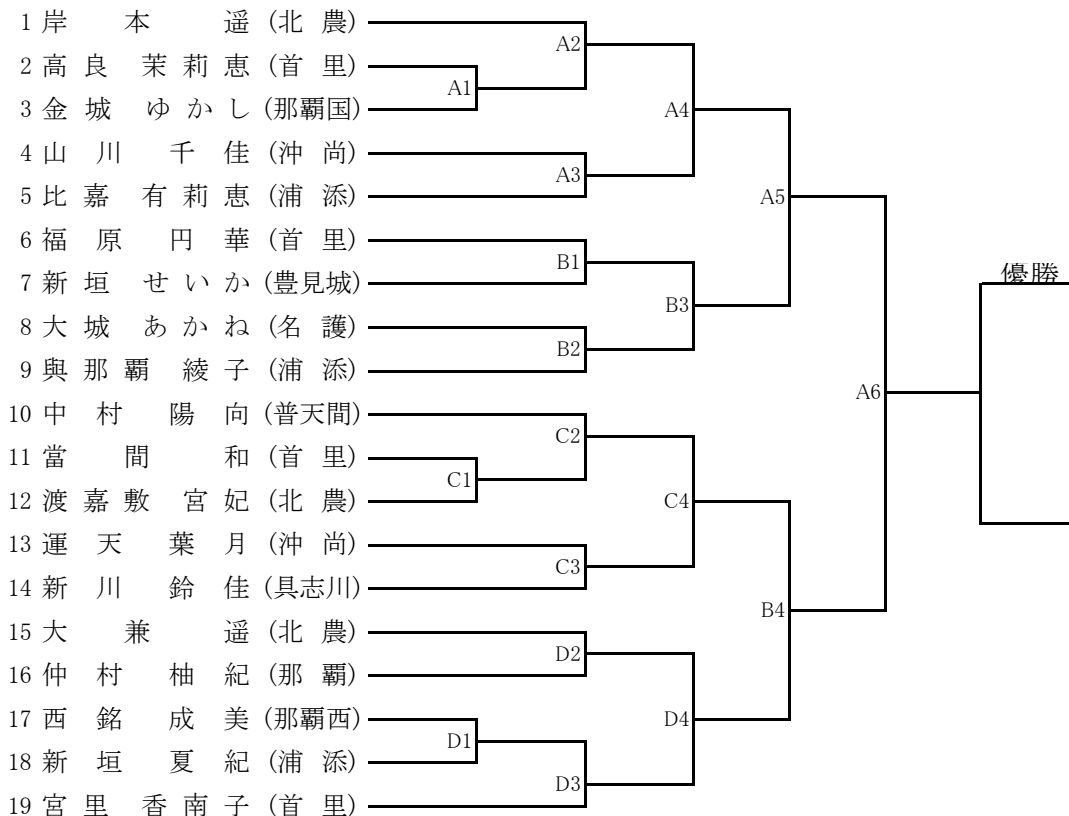 1 岸本 遥 (北 農)
A2
2 高良 茉莉恵 (首 里)
A1
3 金城 ゆかし (那覇国)
A4
4 山川 千佳 (沖 尚)
A3
5 比嘉 有莉恵 (浦 添)
A5
6 福原 円華 (首 里)
B1
7 新垣 せいか (豊見城)
優勝
B3
8 大城 あかね (名 護)
B2
9 與那覇 綾子 (浦 添)
A6
10 中村 陽向 (普天間)
C2
11 當間 和 (首 里)
C1
12 渡嘉敷 宮妃 (北 農)
C4
13 運天 葉月 (沖 尚)
C3
14 新川 鈴佳 (具志川)
B4
15 大兼 遥 (北 農)
D2
16 仲村 柚紀 (那 覇)
17 西銘 成美 (那覇西)
D4
D1
18 新垣 夏紀 (浦 添)
D3
19 宮里 香南子 (首 里)